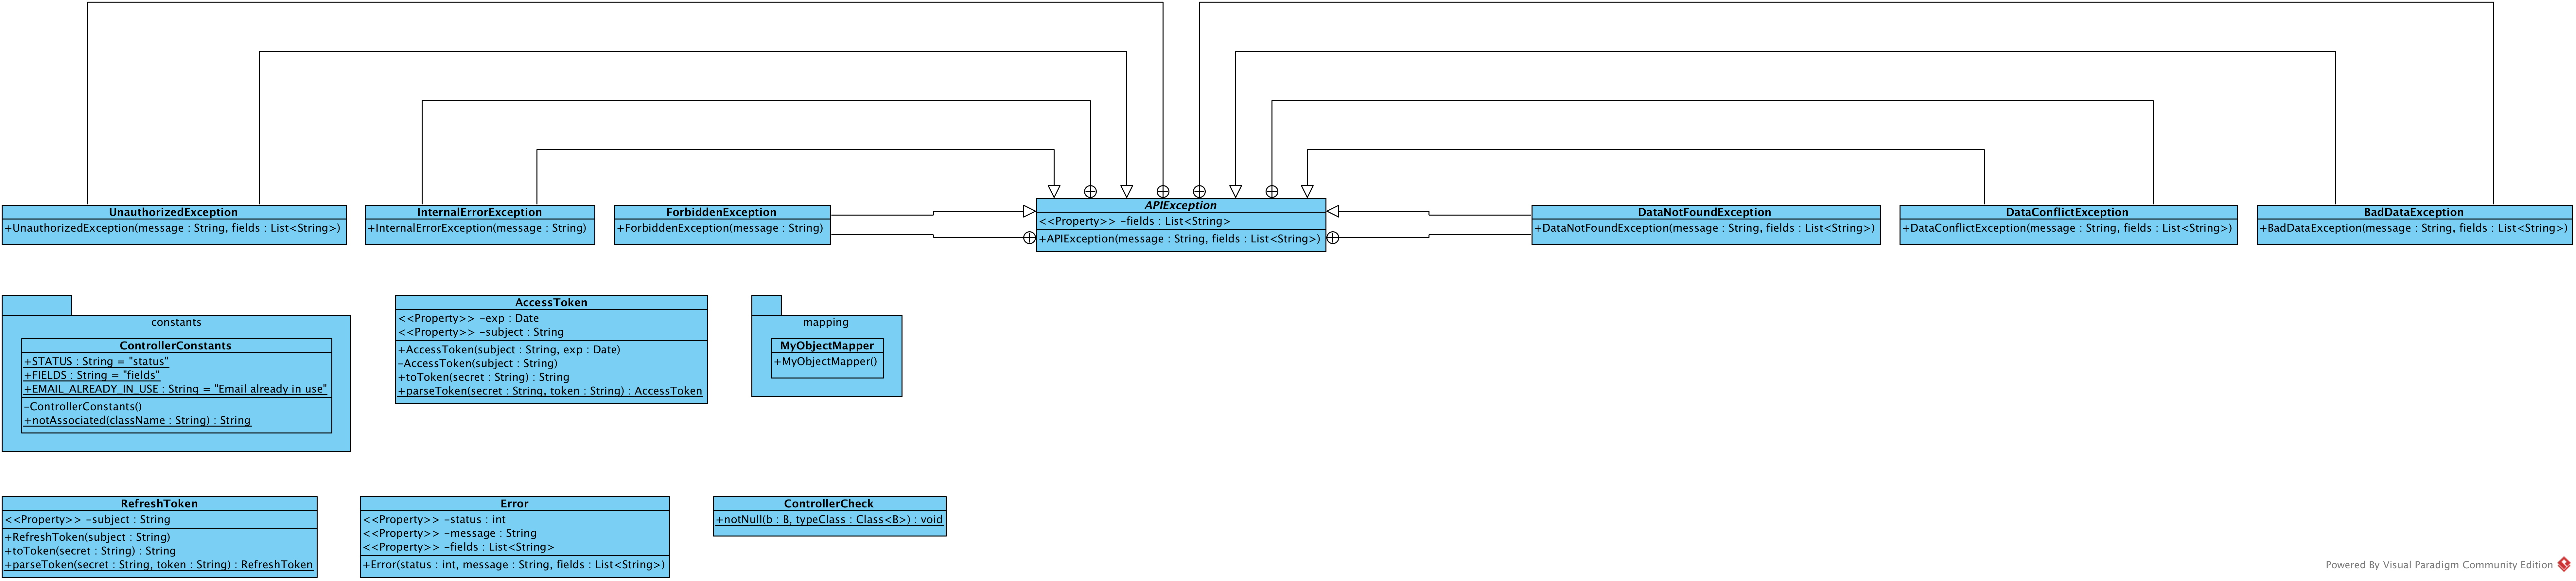 UnauthorizedException
+UnauthorizedException(message : String, fields : List<String>)
InternalErrorException
+InternalErrorException(message : String)
ForbiddenException
+ForbiddenException(message : String)
APIException
<<Property>> -fields : List<String>
+APIException(message : String, fields : List<String>)
DataNotFoundException
+DataNotFoundException(message : String, fields : List<String>)
DataConflictException
+DataConflictException(message : String, fields : List<String>)
BadDataException
+BadDataException(message : String, fields : List<String>)
constants
ControllerConstants
+STATUS : String = "status"
+FIELDS : String = "fields"
+EMAIL_ALREADY_IN_USE : String = "Email already in use"
-ControllerConstants()
+notAssociated(className : String) : String
AccessToken
<<Property>> -exp : Date
<<Property>> -subject : String
+AccessToken(subject : String, exp : Date)
-AccessToken(subject : String)
+toToken(secret : String) : String
+parseToken(secret : String, token : String) : AccessToken
mapping
MyObjectMapper
+MyObjectMapper()
RefreshToken
<<Property>> -subject : String
+RefreshToken(subject : String)
+toToken(secret : String) : String
+parseToken(secret : String, token : String) : RefreshToken
Error
<<Property>> -status : int
<<Property>> -message : String
<<Property>> -fields : List<String>
+Error(status : int, message : String, fields : List<String>)
ControllerCheck
+notNull(b : B, typeClass : Class<B>) : void
Powered By Visual Paradigm Community Edition